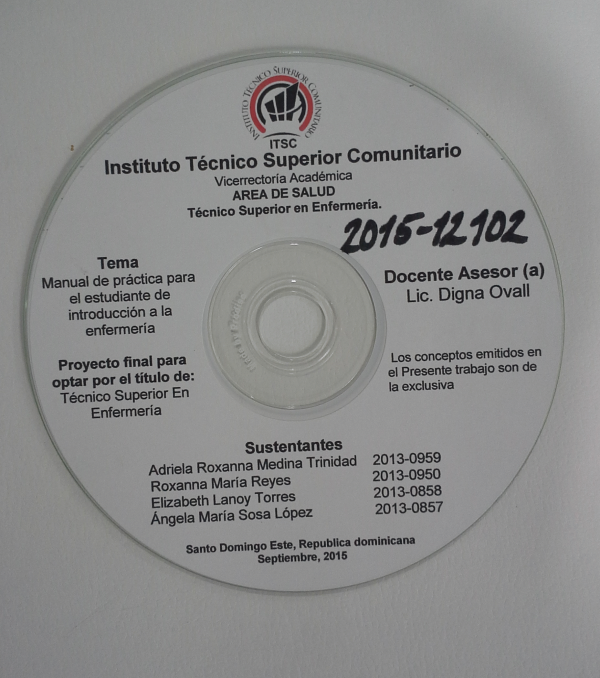 INSTITUTO TÉCNICO SUPERIOR COMUNITARIO
ITSC
Instituto Técnico Superior Comunitario
Vicerrectoría Académica
AREA DE SALUD
Técnico Superior en Enfermería.
2015-12102
Tema
Manual de práctica para
el estudiante de
introducción a la
enfermería
Docente Asesor (a)
Lic. Digna Ovall
Proyecto final para
optar por el título de:
Técnico Superior En
Enfermería
Los conceptos emitidos en
el Presente trabajo son de
la exclusiva
Sustentantes
Adriela Roxanna Medina Trinidad 2013-0959
Roxanna María Reyes 2013-0950
Elizabeth Lanoy Torres 2013-0858
Ángela María Sosa López 2013-0857
Santo Domingo Este, Republica dominicana
Septiembre, 2015